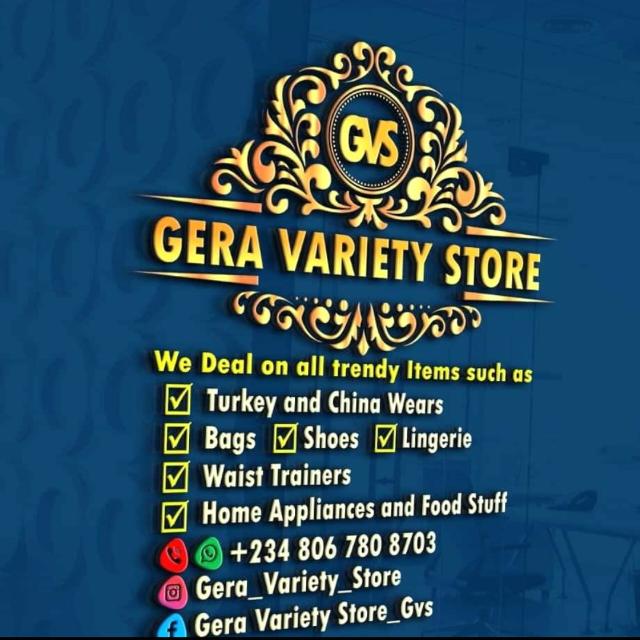 GVS
GERA VARIETY STORE
We Deal on all trendy Items such as
Turkey and China Wears
Bags Shoes Lingerie
Waist Trainers
Home Appliances and Food Stuff
+234 806 780 8703
Gera_Variety_Store
Gera Variety Store_Gvs